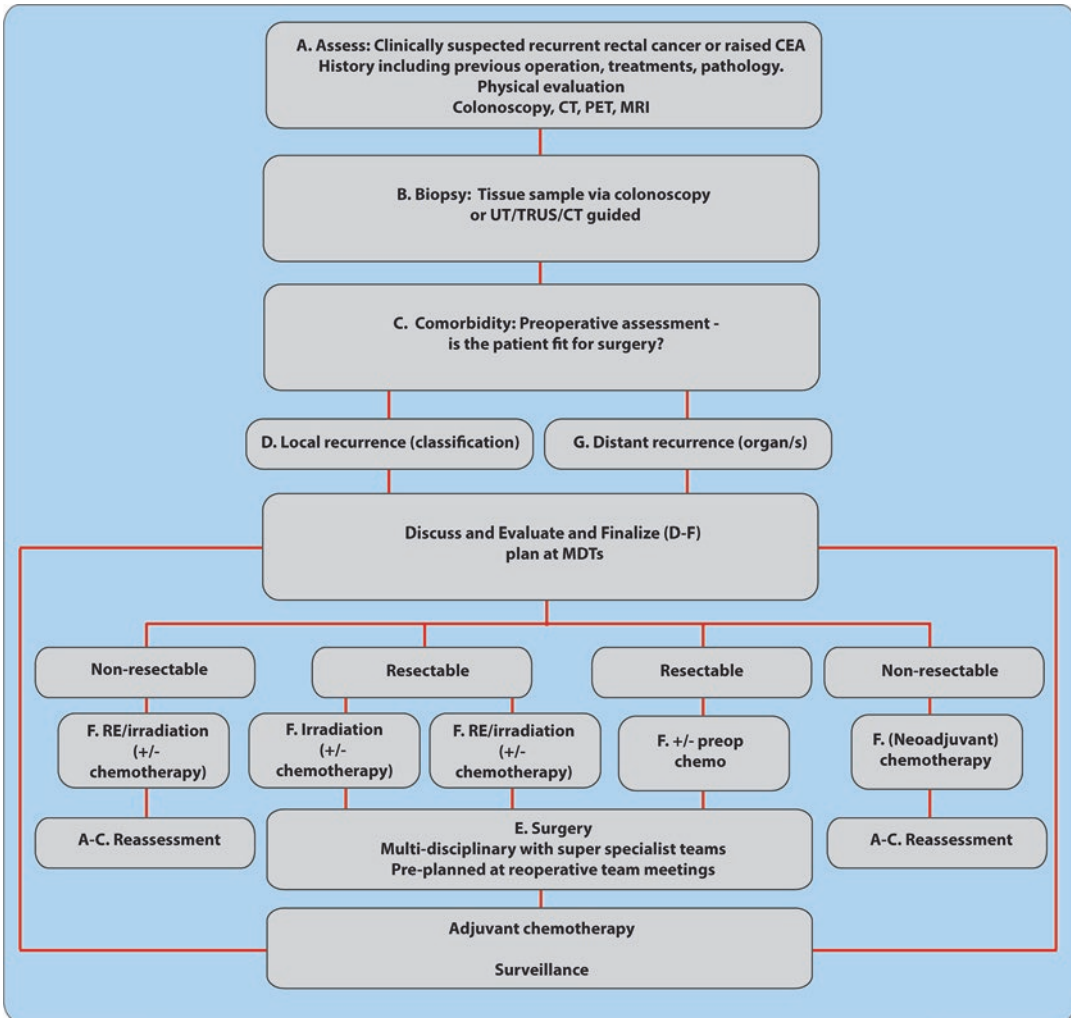 A. Assess: Clinically suspected recurrent rectal cancer or raised CEA
History including previous operation, treatments, pathology.
Physical evaluation
Colonoscopy, CT, PET, MRI
B. Biopsy: Tissue sample via colonoscopy
or UT/TRUS/CT guided
C. Comorbidity: Preoperative assessment -
is the patient fit for surgery?
D. Local recurrence (classification)
G. Distant recurrence (organ/s)
Discuss and Evaluate and Finalize (D-F)
plan at MDTs
Non-resectable
Resectable
Resectable
Non-resectable
F. RE/irradiation
(+/-
chemotherapy)
F. Irradiation
(+/-
chemotherapy)
F. RE/irradiation
(+/-
chemotherapy)
F. +/- preop
chemo
F. (Neoadjuvant)
chemotherapy
A-C. Reassessment
E. Surgery
Multi-disciplinary with super specialist teams
Pre-planned at reoperative team meetings
A-C. Reassessment
Adjuvant chemotherapy
Surveillance